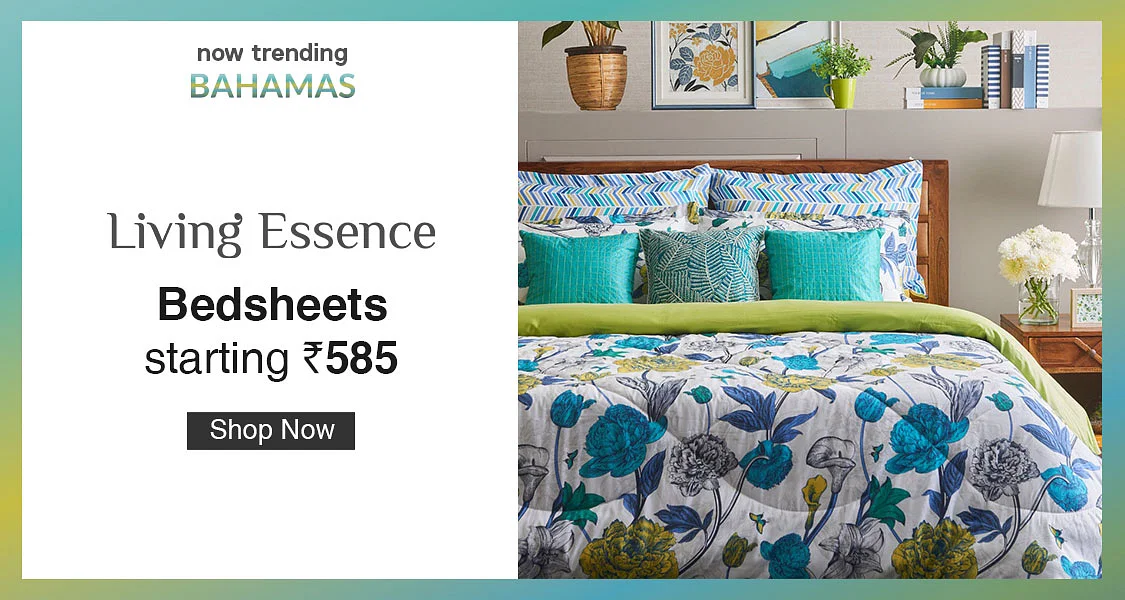 now trending
BAHAMAS
Living Essence
Bedsheets
starting ₹585
Shop Now